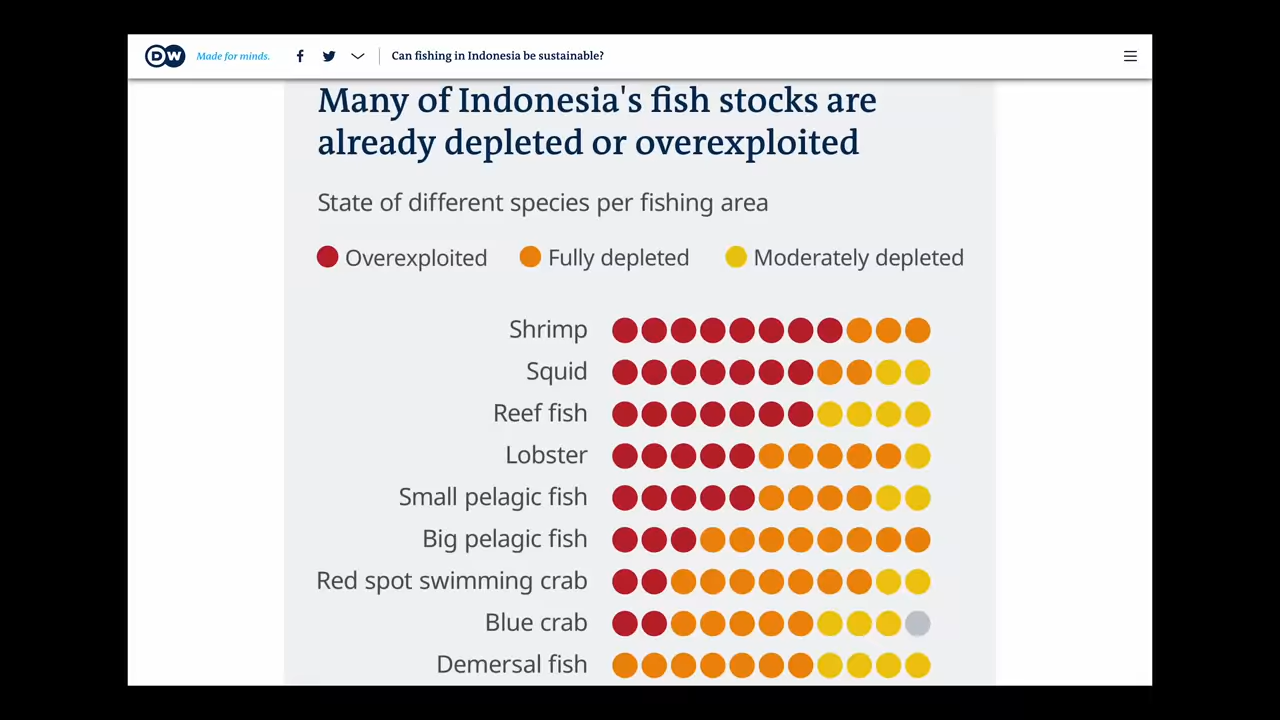 DW Made for minds. Can fishing in Indonesia be sustainable?
Many of Indonesia's fish stocks are
already depleted or overexploited
State of different species per fishing area
Overexploited Fully depleted Moderately depleted
Shrimp
Squid
Reef fish
Lobster
Small pelagic fish
Big pelagic fish
Red spot swimming crab
Blue crab
Demersal fish